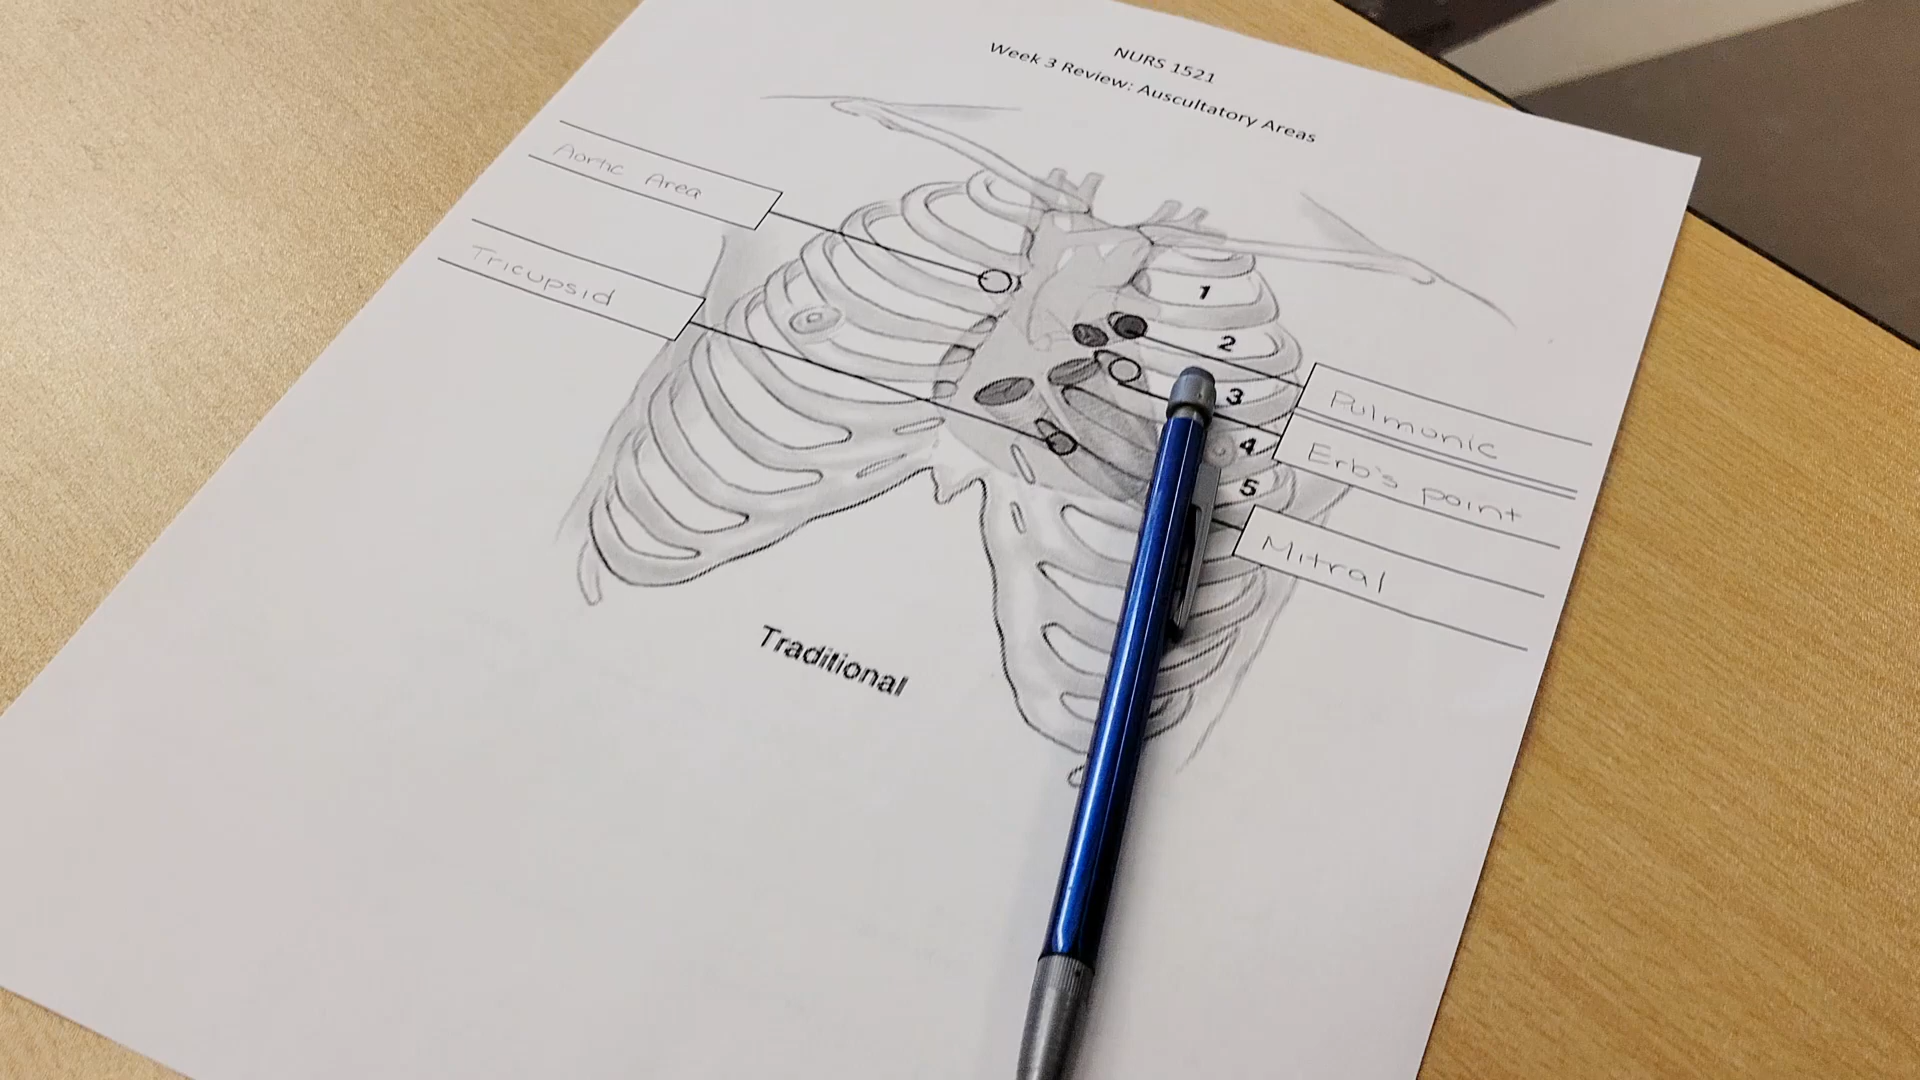 NURS 1521
Week 3 Review: Auscultatory Areas
Aortic Area
Tricupsid
1
2
3
4
5
Pulmonic
Erb's point
Mitral
Traditional